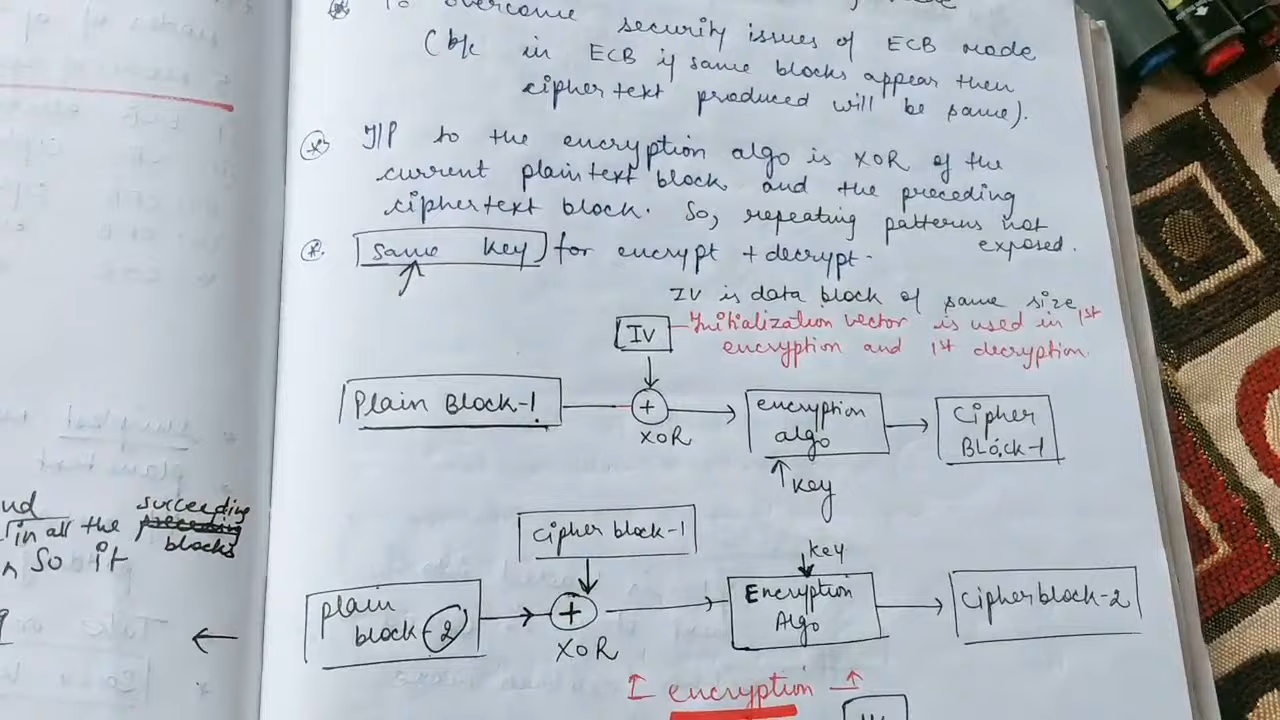 To overcome security issues of ECB mode
(b/c in ECB if same blocks appear then
cipher text produced will be same).
I/P to the encryption algo is XOR of the
current plaintext block and the preceding
ciphertext block. So, repeating patterns not
exposed.
Same key for encrypt + decrypt.
IV is data block of same size
IV
Initialization vector is used in 1st
encryption and 1st decryption.
Plain Block-1
+
XOR
encryption
algo
Cipher
Block-1
Key
Cipher block-1
key
plain
block-2
+
XOR
Encryption
Algo
Cipherblock-2
encryption
succeeding
in all the preceding
blocks
So it